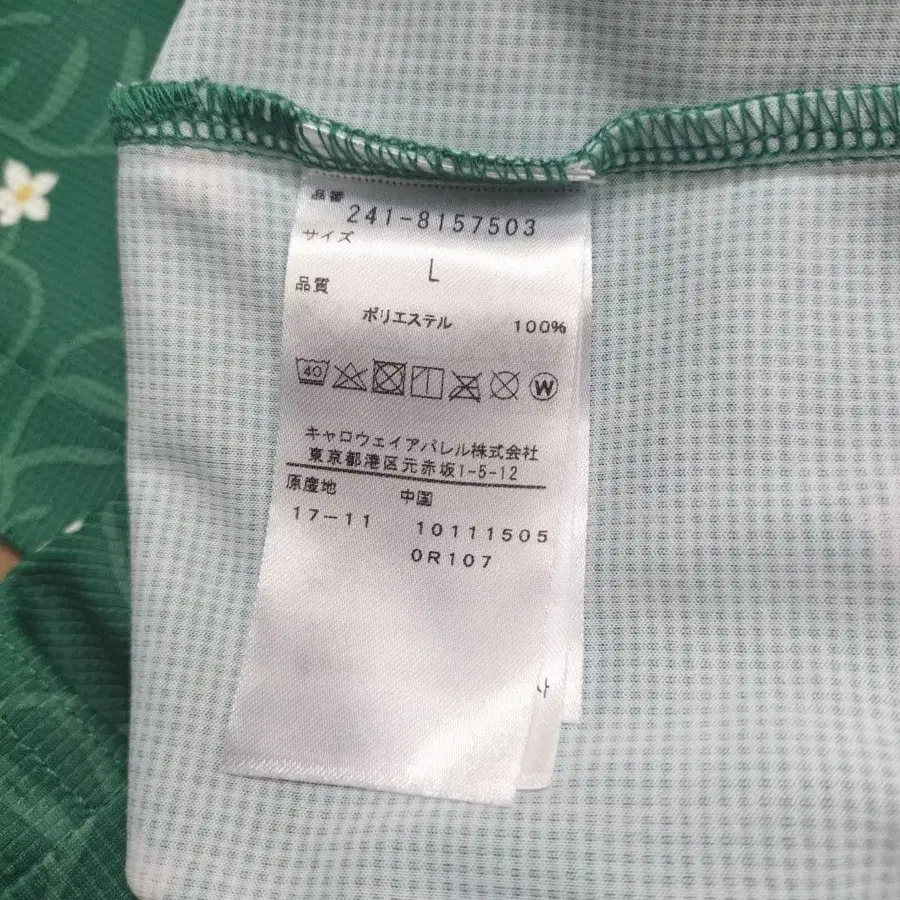 品番
241-8157503
サイズ
L
品質
ポリエステル 100%
40 W
キャロウェイアパレル株式会社
東京都港区元赤坂1-5-12
原産地 中国
17-11 10111505
0R107